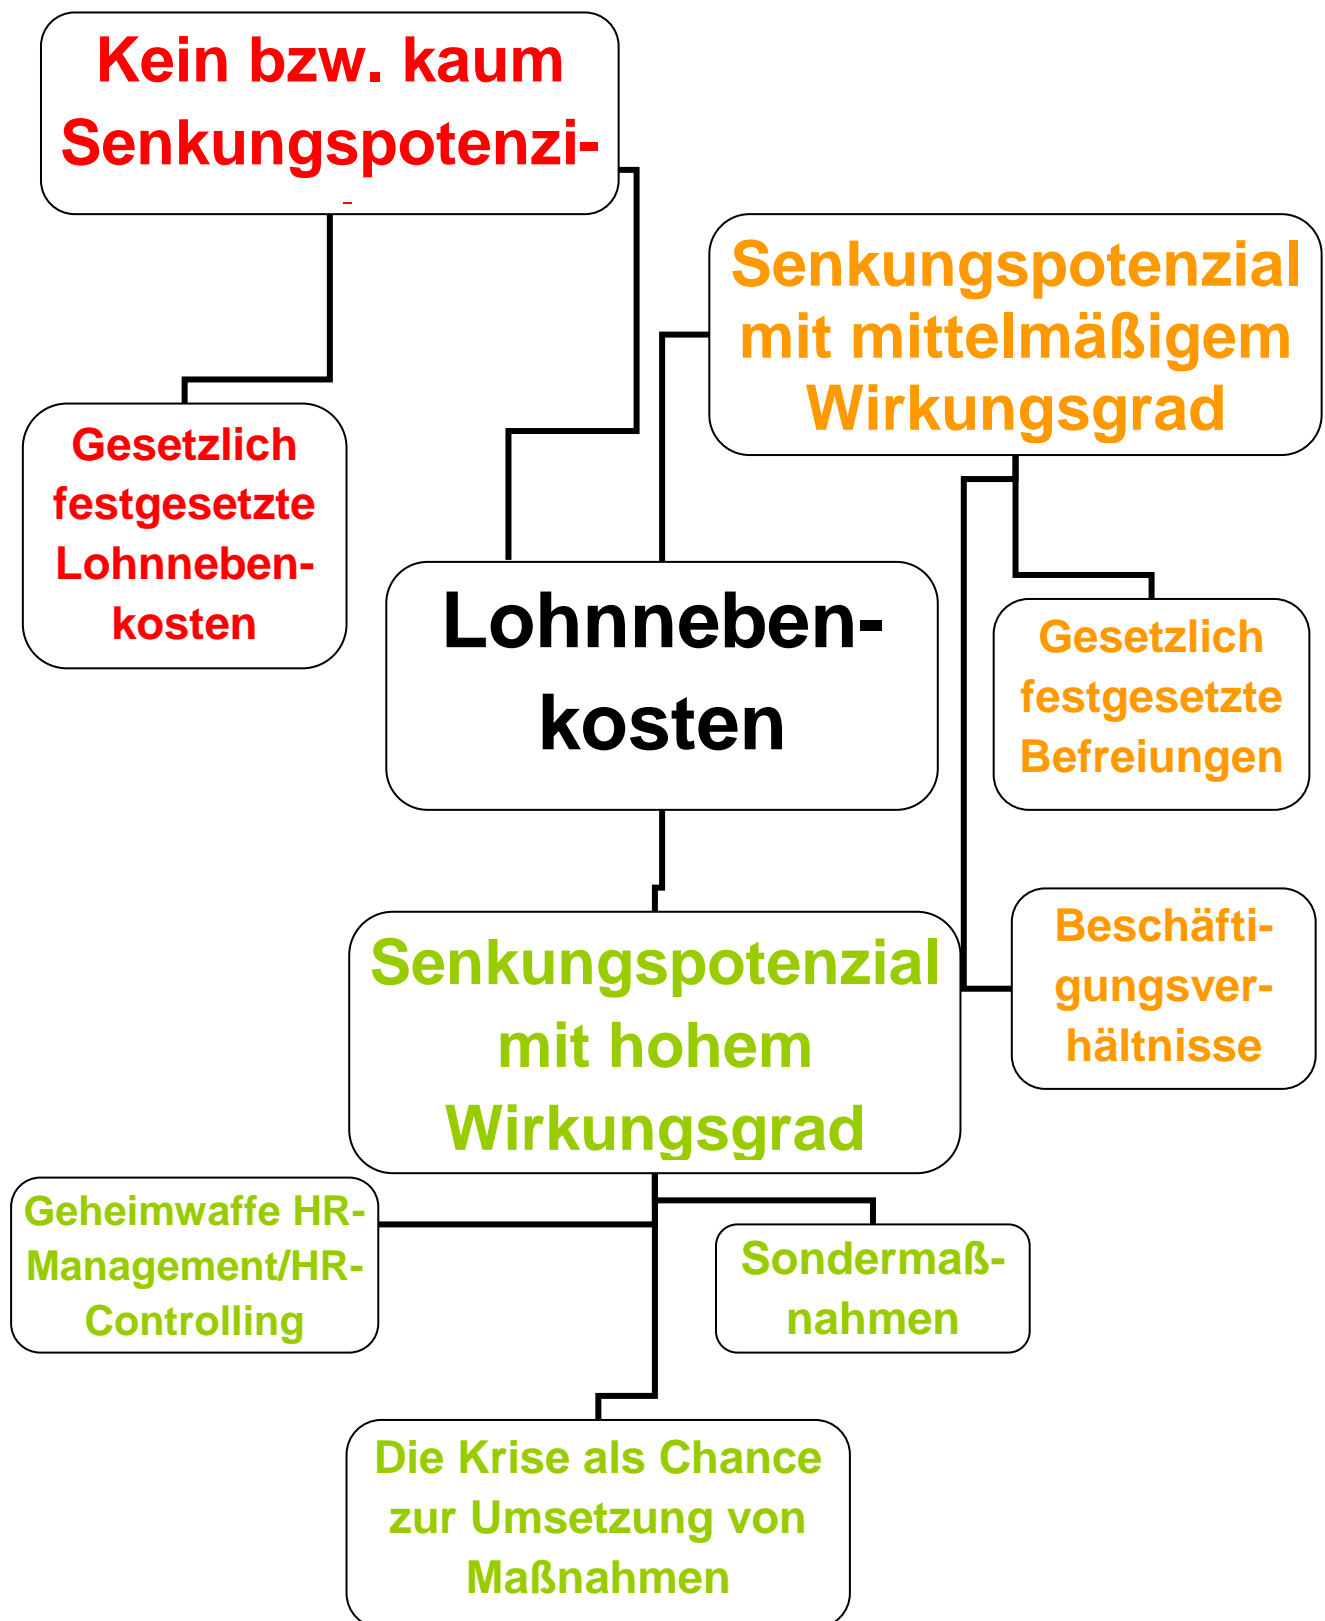 Kein bzw. kaum
Senkungspotenzi-
Senkungspotenzial
mit mittelmäßigem
Wirkungsgrad
Gesetzlich
festgesetzte
Lohnneben-
kosten
Lohnneben-
kosten
Gesetzlich
festgesetzte
Befreiungen
Beschäfti-
gungsver-
hältnisse
Senkungspotenzial
mit hohem
Wirkungsgrad
Geheimwaffe HR-
Management/HR-
Controlling
Sondermaß-
nahmen
Die Krise als Chance
zur Umsetzung von
Maßnahmen